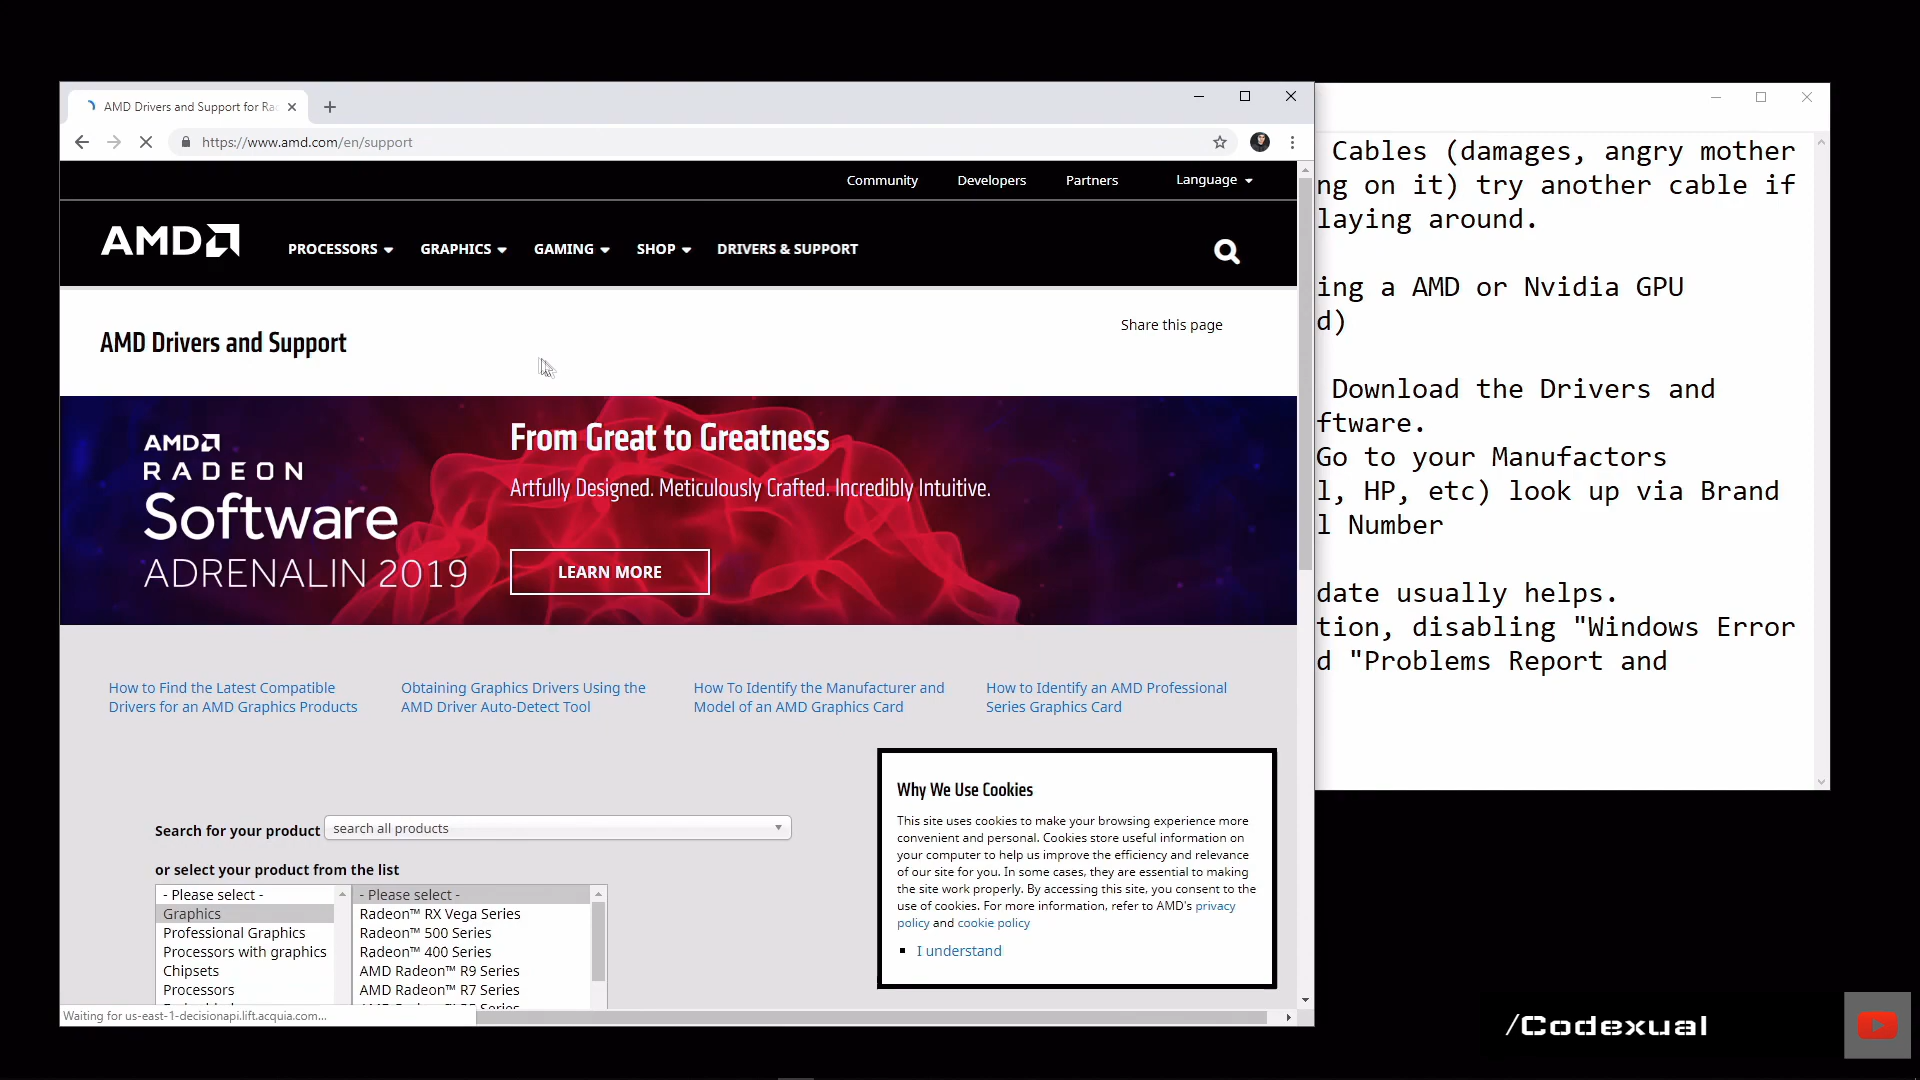 AMD Drivers and Support for Ra
https://www.amd.com/en/support
Community
Developers
Partners
Language
AMD
PROCESSORS
GRAPHICS
GAMING
SHOP
DRIVERS & SUPPORT
AMD Drivers and Support
Share this page
AMD
RADEON
Software
ADRENALIN 2019
From Great to Greatness
Artfully Designed. Meticulously Crafted. Incredibly Intuitive.
LEARN MORE
How to Find the Latest Compatible
Drivers for an AMD Graphics Products
Obtaining Graphics Drivers Using the
AMD Driver Auto-Detect Tool
How To Identify the Manufacturer and
Model of an AMD Graphics Card
How to Identify an AMD Professional
Series Graphics Card
Search for your product
search all products
or select your product from the list
- Please select -
Graphics
Professional Graphics
Processors with graphics
Chipsets
Processors
- Please select -
Radeon™ RX Vega Series
Radeon™ 500 Series
Radeon™ 400 Series
AMD Radeon™ R9 Series
AMD Radeon™ R7 Series
Why We Use Cookies
This site uses cookies to make your browsing experience more
convenient and personal. Cookies store useful information on
your computer to help us improve the efficiency and relevance
of our site for you. In some cases, they are essential to making
the site work properly. By accessing this site, you consent to the
use of cookies. For more information, refer to AMD's privacy
policy and cookie policy
I understand
Waiting for us-east-1-decisionapi.lift.acquia.com...
Cables (damages, angry mother
ng on it) try another cable if
laying around.
ing a AMD or Nvidia GPU
d)
Download the Drivers and
ftware.
Go to your Manufactors
l, HP, etc) look up via Brand
l Number
date usually helps.
tion, disabling "Windows Error
d "Problems Report and
/Codexual